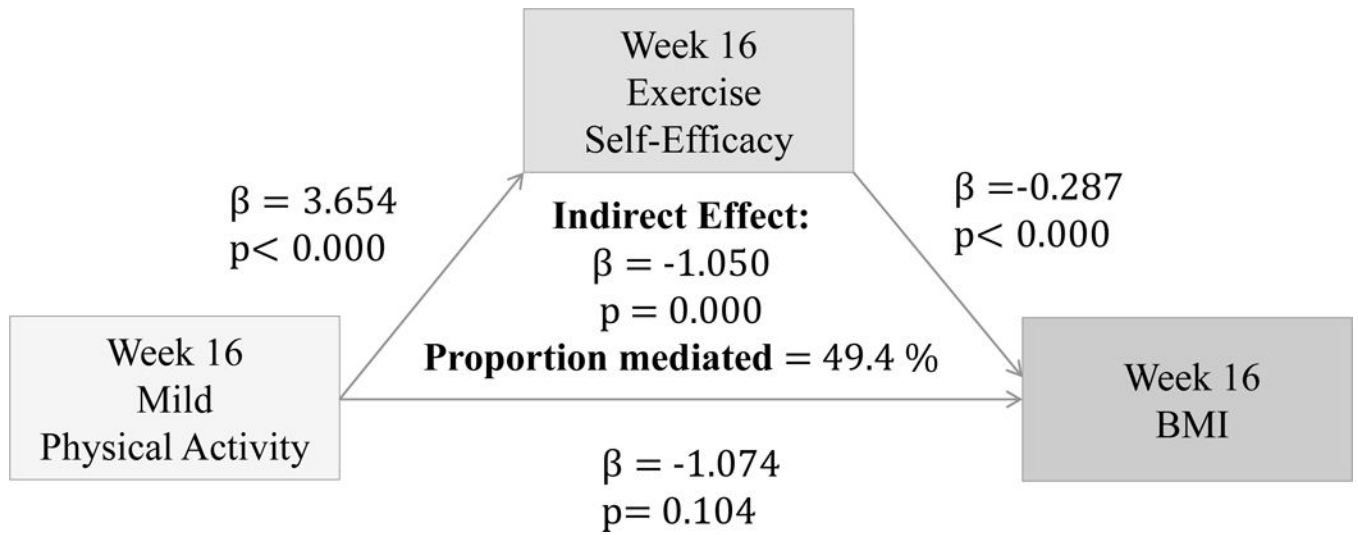 Week 16
Exercise
Self-Efficacy
β = 3.654
p< 0.000
β =-0.287
p< 0.000
Indirect Effect:
β = -1.050
p = 0.000
Proportion mediated = 49.4 %
Week 16
Mild
Physical Activity
Week 16
BMI
β = -1.074
p= 0.104